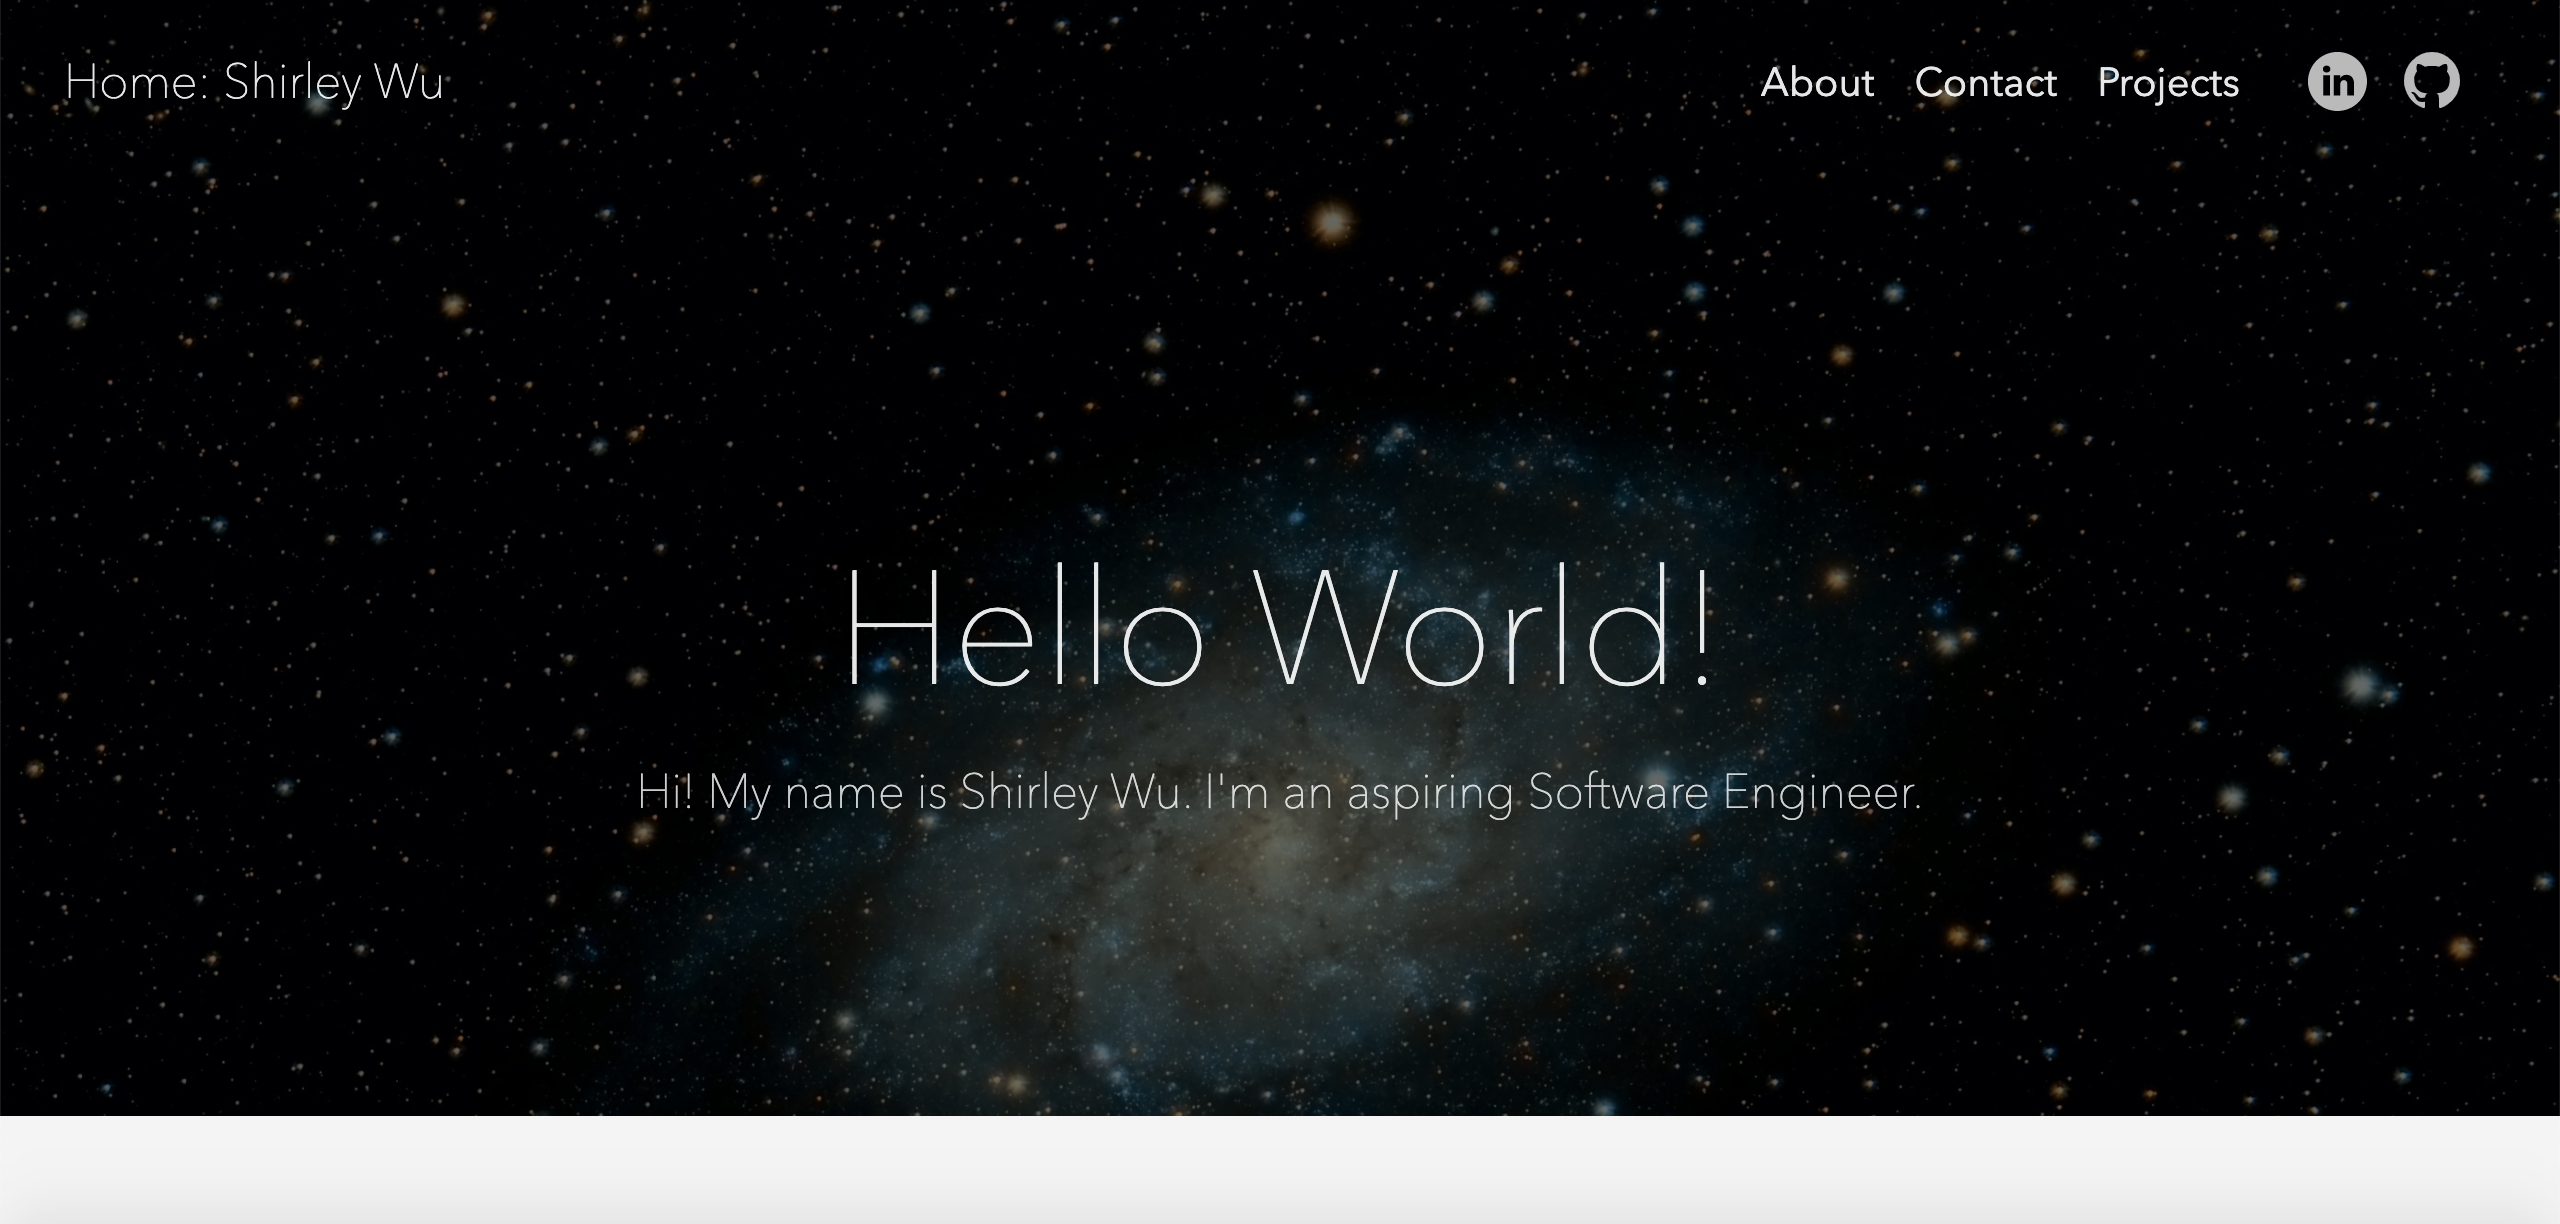 Home: Shirley Wu
About Contact Projects
in
Hello World!
Hi! My name is Shirley Wu. I'm an aspiring Software Engineer.